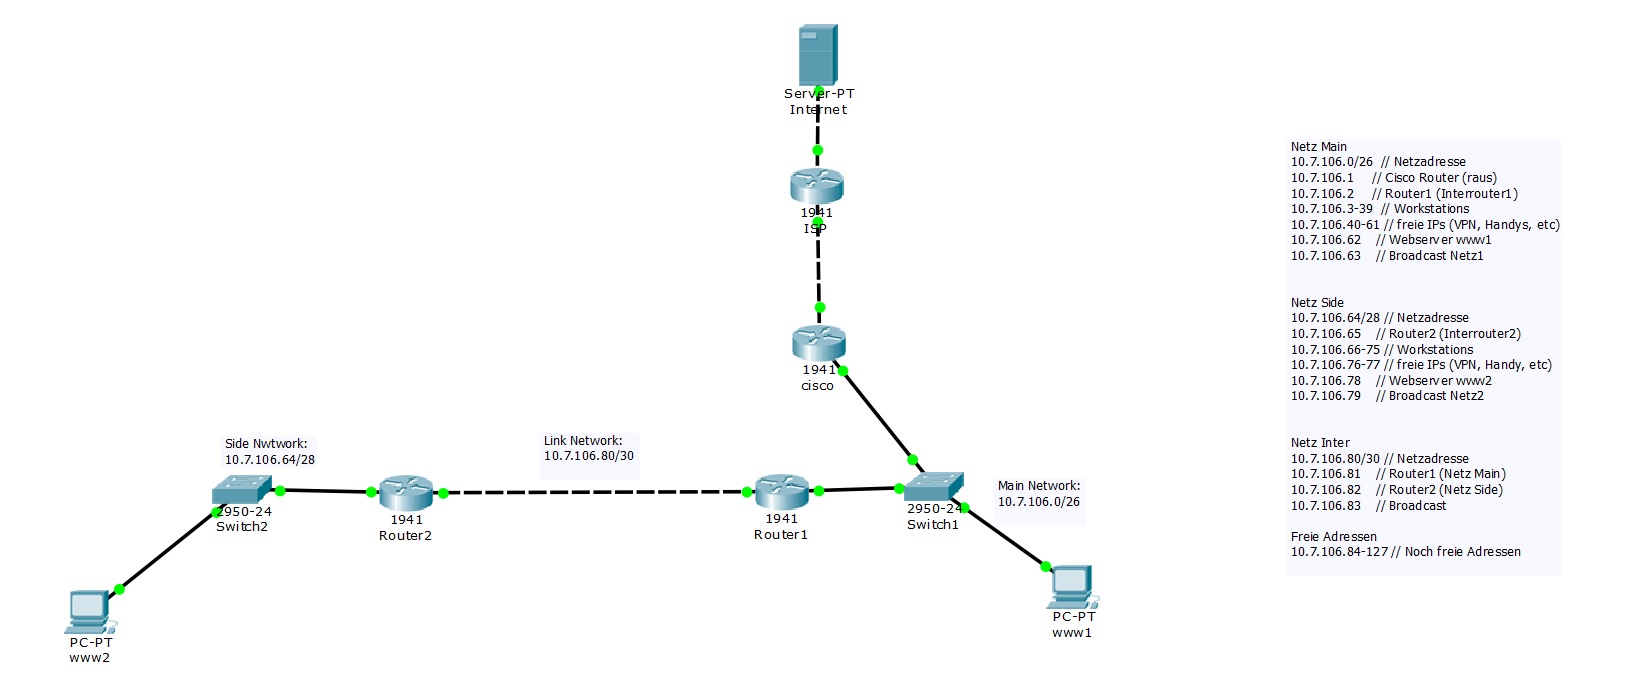 Server-PT
Internet
1941
ISP
1941
cisco
Side Nwtwork:
10.7.106.64/28
Link Network:
10.7.106.80/30
Main Network:
10.7.106.0/26
2950-24
Switch2
1941
Router2
1941
Router1
2950-24
Switch1
PC-PT
www2
PC-PT
www1
Netz Main
10.7.106.0/26 // Netzadresse
10.7.106.1 // Cisco Router (raus)
10.7.106.2 // Router1 (Interrouter1)
10.7.106.3-39 // Workstations
10.7.106.40-61 // freie IPs (VPN, Handys, etc)
10.7.106.62 // Webserver www1
10.7.106.63 // Broadcast Netz1
Netz Side
10.7.106.64/28 // Netzadresse
10.7.106.65 // Router2 (Interrouter2)
10.7.106.66-75 // Workstations
10.7.106.76-77 // freie IPs (VPN, Handy, etc)
10.7.106.78 // Webserver www2
10.7.106.79 // Broadcast Netz2
Netz Inter
10.7.106.80/30 // Netzadresse
10.7.106.81 // Router1 (Netz Main)
10.7.106.82 // Router2 (Netz Side)
10.7.106.83 // Broadcast
Freie Adressen
10.7.106.84-127 // Noch freie Adressen